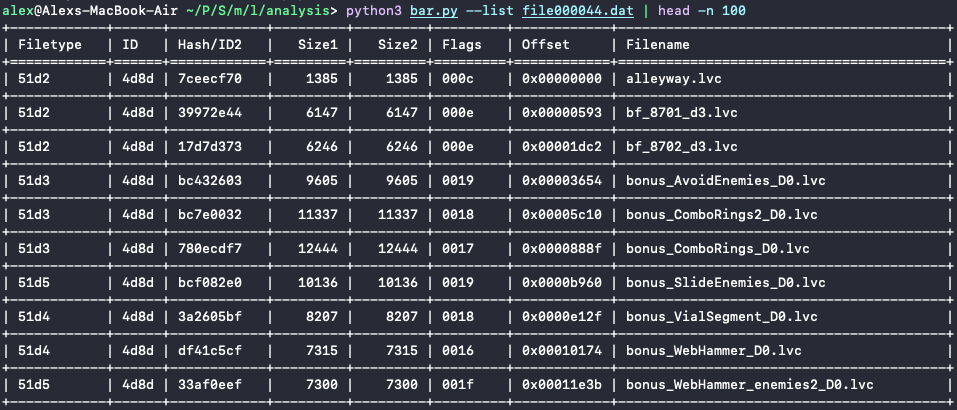 alex@Alexs-MacBook-Air ~/P/S/m/l/analysis> python3 bar.py --list file000044.dat | head -n 100
+------------+------+------------+---------+---------+--------+------------+----------------------------------------+
| Filetype   | ID   | Hash/ID2   |   Size1 |   Size2 | Flags  | Offset     | Filename                               |
+============+======+============+=========+=========+========+============+========================================+
| 51d2       | 4d8d | 7ceecf70   |    1385 |    1385 | 000c   | 0x00000000 | alleyway.lvc                           |
+------------+------+------------+---------+---------+--------+------------+----------------------------------------+
| 51d2       | 4d8d | 39972e44   |    6147 |    6147 | 000e   | 0x00000593 | bf_8701_d3.lvc                         |
+------------+------+------------+---------+---------+--------+------------+----------------------------------------+
| 51d2       | 4d8d | 17d7d373   |    6246 |    6246 | 000e   | 0x00001dc2 | bf_8702_d3.lvc                         |
+------------+------+------------+---------+---------+--------+------------+----------------------------------------+
| 51d3       | 4d8d | bc432603   |    9605 |    9605 | 0019   | 0x00003654 | bonus_AvoidEnemies_D0.lvc              |
+------------+------+------------+---------+---------+--------+------------+----------------------------------------+
| 51d3       | 4d8d | bc7e0032   |   11337 |   11337 | 0018   | 0x00005c10 | bonus_ComboRings2_D0.lvc               |
+------------+------+------------+---------+---------+--------+------------+----------------------------------------+
| 51d3       | 4d8d | 780ecdf7   |   12444 |   12444 | 0017   | 0x0000888f | bonus_ComboRings_D0.lvc                |
+------------+------+------------+---------+---------+--------+------------+----------------------------------------+
| 51d5       | 4d8d | bcf082e0   |   10136 |   10136 | 0019   | 0x0000b960 | bonus_SlideEnemies_D0.lvc              |
+------------+------+------------+---------+---------+--------+------------+----------------------------------------+
| 51d4       | 4d8d | 3a2605bf   |    8207 |    8207 | 0018   | 0x0000e12f | bonus_VialSegment_D0.lvc               |
+------------+------+------------+---------+---------+--------+------------+----------------------------------------+
| 51d4       | 4d8d | df41c5cf   |    7315 |    7315 | 0016   | 0x00010174 | bonus_WebHammer_D0.lvc                 |
+------------+------+------------+---------+---------+--------+------------+----------------------------------------+
| 51d5       | 4d8d | 33af0eef   |    7300 |    7300 | 001f   | 0x00011e3b | bonus_WebHammer_enemies2_D0.lvc        |
+------------+------+------------+---------+---------+--------+------------+----------------------------------------+